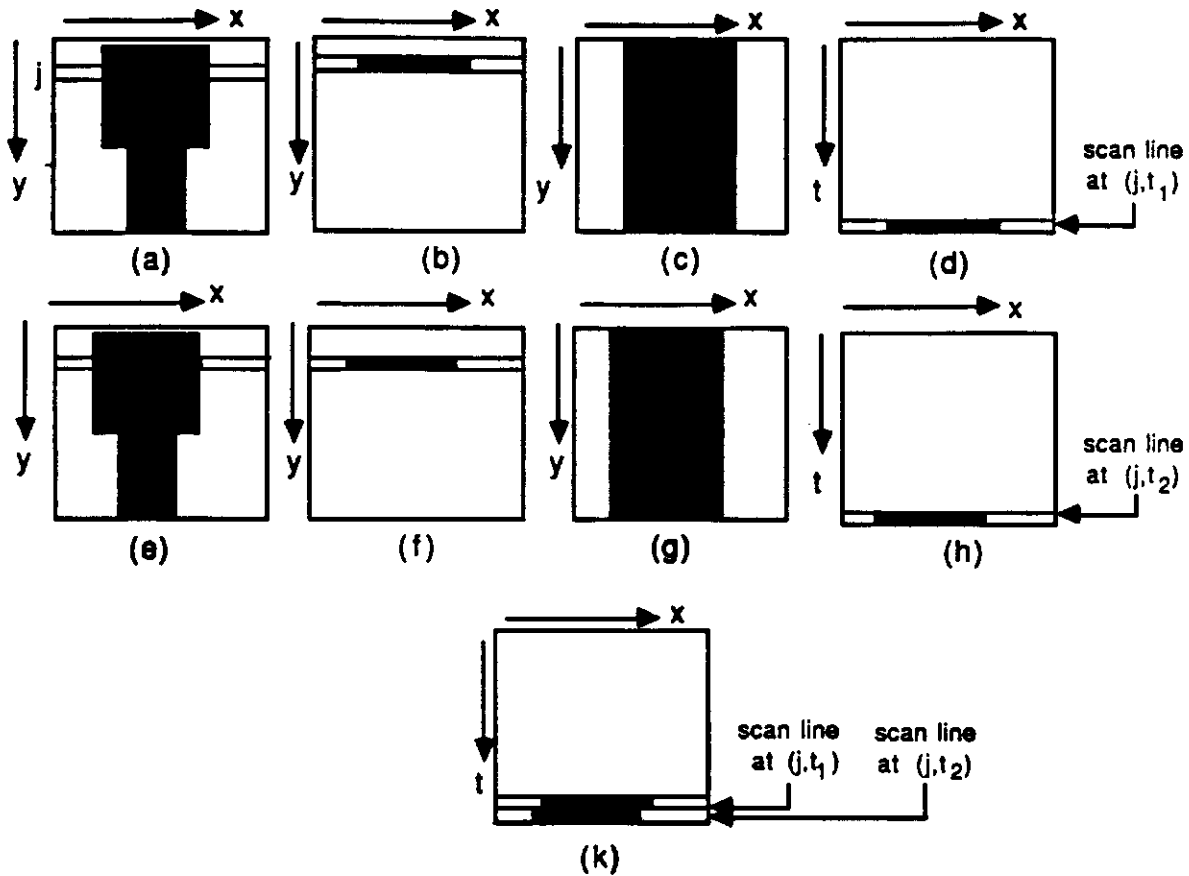 x x x x
j
y y y t
scan line
at (j,t₁)
(a) (b) (c) (d)
x x x x
y y y t
scan line
at (j,t₂)
(e) (f) (g) (h)
x
t
scan line scan line
at (j,t₁) at (j,t₂)
(k)